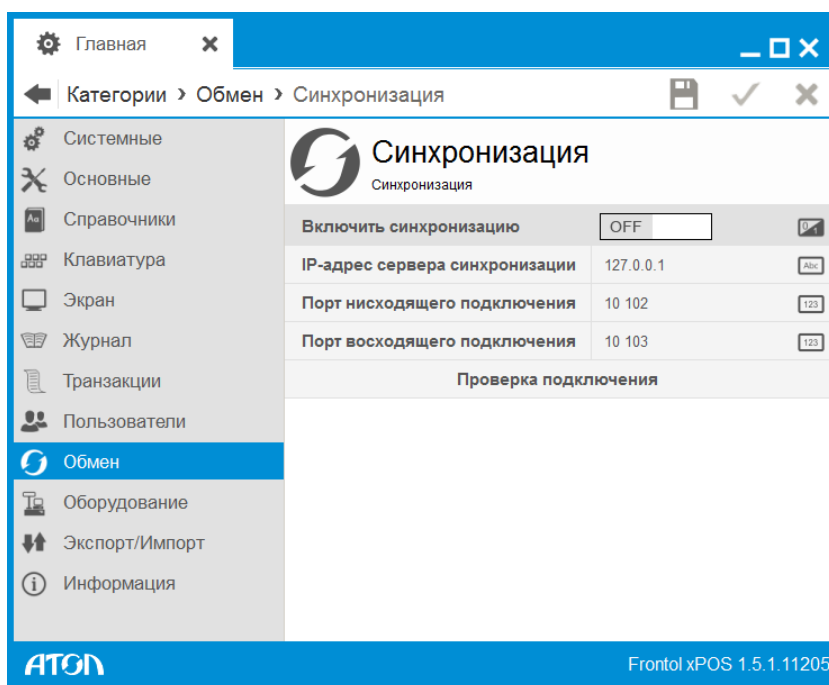 Главная
Категории > Обмен > Синхронизация
Системные
Основные
Справочники
Клавиатура
Экран
Журнал
Транзакции
Пользователи
Обмен
Оборудование
Экспорт/Импорт
Информация
Синхронизация
Синхронизация
Включить синхронизацию OFF 0/1
IP-адрес сервера синхронизации 127.0.0.1 Abc
Порт нисходящего подключения 10 102 123
Порт восходящего подключения 10 103 123
Проверка подключения
АТОЛ Frontol xPOS 1.5.1.11205